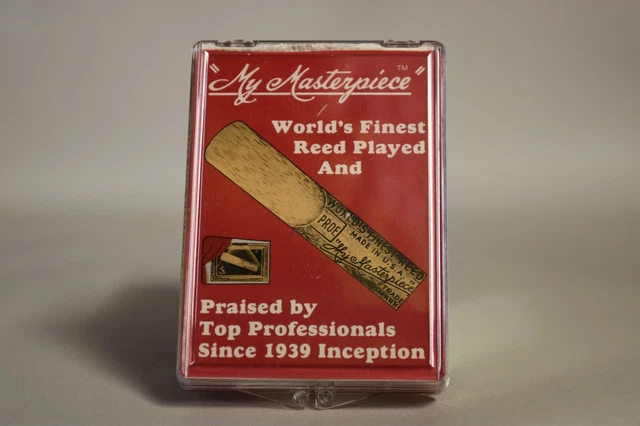 "My Masterpiece"™
World's Finest
Reed Played
And
WORLD'S FINEST REED
MADE IN U.S.A.
PROF
"My Masterpiece"
TRADE
MARK
Praised by
Top Professionals
Since 1939 Inception